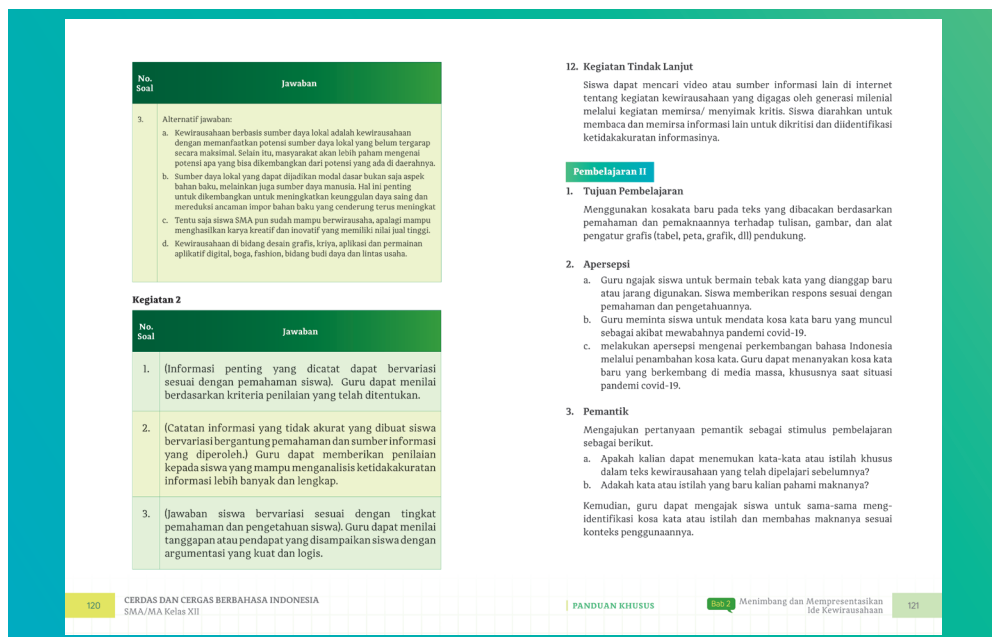 No.
Soal
Jawaban
3.
Alternatif jawaban:
a. Kewirausahaan berbasis sumber daya lokal adalah kewirausahaan
dengan memanfaatkan potensi sumber daya lokal yang belum tergarap
secara maksimal. Selain itu, masyarakat akan lebih paham mengenai
potensi apa yang bisa dikembangkan dari potensi yang ada di daerahnya.
b. Sumber daya lokal yang dapat dijadikan modal dasar bukan saja aspek
bahan baku, melainkan juga sumber daya manusia. Hal ini penting
untuk dikembangkan untuk meningkatkan keunggulan daya saing dan
mereduksi ancaman impor bahan baku yang cenderung terus meningkat
c. Tentu saja siswa SMA pun sudah mampu berwirausaha, apalagi mampu
menghasilkan karya kreatif dan inovatif yang memiliki nilai jual tinggi.
d. Kewirausahaan di bidang desain grafis, kriya, aplikasi dan permainan
aplikatif digital, boga, fashion, bidang budi daya dan lintas usaha.
Kegiatan 2
No.
Soal
Jawaban
1. (Informasi penting yang dicatat dapat bervariasi
sesuai dengan pemahaman siswa). Guru dapat menilai
berdasarkan kriteria penilaian yang telah ditentukan.
2. (Catatan informasi yang tidak akurat yang dibuat siswa
bervariasi bergantung pemahaman dan sumber informasi
yang diperoleh.) Guru dapat memberikan penilaian
kepada siswa yang mampu menganalisis ketidakakuratan
informasi lebih banyak dan lengkap.
3. (Jawaban siswa bervariasi sesuai dengan tingkat
pemahaman dan pengetahuan siswa). Guru dapat menilai
tanggapan atau pendapat yang disampaikan siswa dengan
argumentasi yang kuat dan logis.
120
CERDAS DAN CERGAS BERBAHASA INDONESIA
SMA/MA Kelas XII
12. Kegiatan Tindak Lanjut
Siswa dapat mencari video atau sumber informasi lain di internet
tentang kegiatan kewirausahaan yang digagas oleh generasi milenial
melalui kegiatan memirsa/ menyimak kritis. Siswa diarahkan untuk
membaca dan memirsa informasi lain untuk dikritisi dan diidentifikasi
ketidakakuratan informasinya.
Pembelajaran II
1. Tujuan Pembelajaran
Menggunakan kosakata baru pada teks yang dibacakan berdasarkan
pemahaman dan pemaknaannya terhadap tulisan, gambar, dan alat
pengatur grafis (tabel, peta, grafik, dll) pendukung.
2. Apersepsi
a. Guru ngajak siswa untuk bermain tebak kata yang dianggap baru
atau jarang digunakan. Siswa memberikan respons sesuai dengan
pemahaman dan pengetahuannya.
b. Guru meminta siswa untuk mendata kosa kata baru yang muncul
sebagai akibat mewabahnya pandemi covid-19.
c. melakukan apersepsi mengenai perkembangan bahasa Indonesia
melalui penambahan kosa kata. Guru dapat menanyakan kosa kata
baru yang berkembang di media massa, khususnya saat situasi
pandemi covid-19.
3. Pemantik
Mengajukan pertanyaan pemantik sebagai stimulus pembelajaran
sebagai berikut.
a. Apakah kalian dapat menemukan kata-kata atau istilah khusus
dalam teks kewirausahaan yang telah dipelajari sebelumnya?
b. Adakah kata atau istilah yang baru kalian pahami maknanya?
Kemudian, guru dapat mengajak siswa untuk sama-sama meng-
identifikasi kosa kata atau istilah dan membahas maknanya sesuai
konteks penggunaannya.
PANDUAN KHUSUS
Bab 2
Menimbang dan Mempresentasikan
Ide Kewirausahaan
121